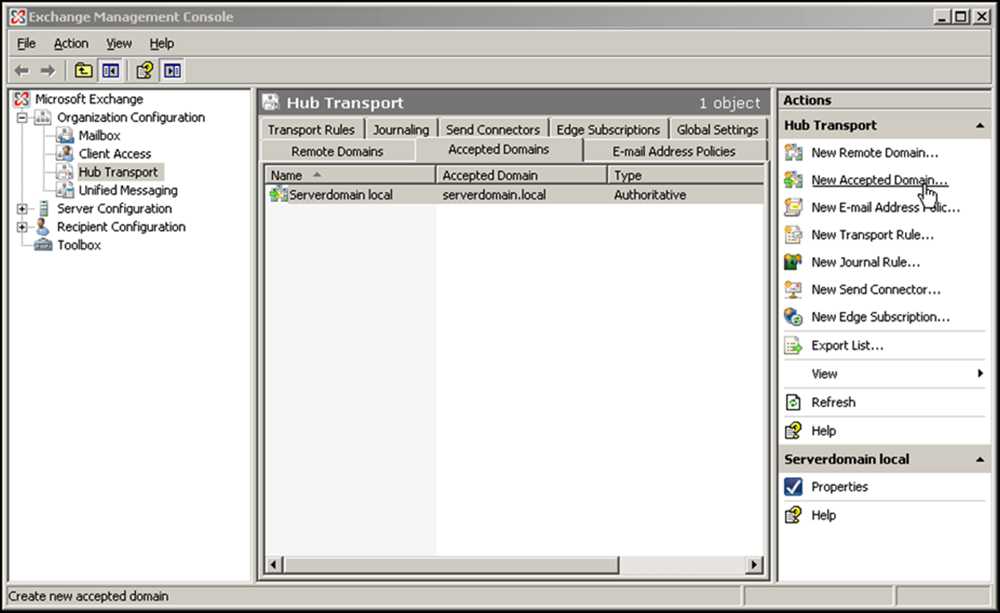 Exchange Management Console
File Action View Help
Microsoft Exchange
Organization Configuration
Mailbox
Client Access
Hub Transport
Unified Messaging
Server Configuration
Recipient Configuration
Toolbox
Hub Transport 1 object
Transport Rules Journaling Send Connectors Edge Subscriptions Global Settings
Remote Domains Accepted Domains E-mail Address Policies
Name Accepted Domain Type
Serverdomain local serverdomain.local Authoritative
Actions
Hub Transport
New Remote Domain...
New Accepted Domain...
New E-mail Address
New Transport Rule...
New Journal Rule...
New Send Connector...
New Edge Subscription...
Export List...
View
Refresh
Help
Serverdomain local
Properties
Help
Create new accepted domain